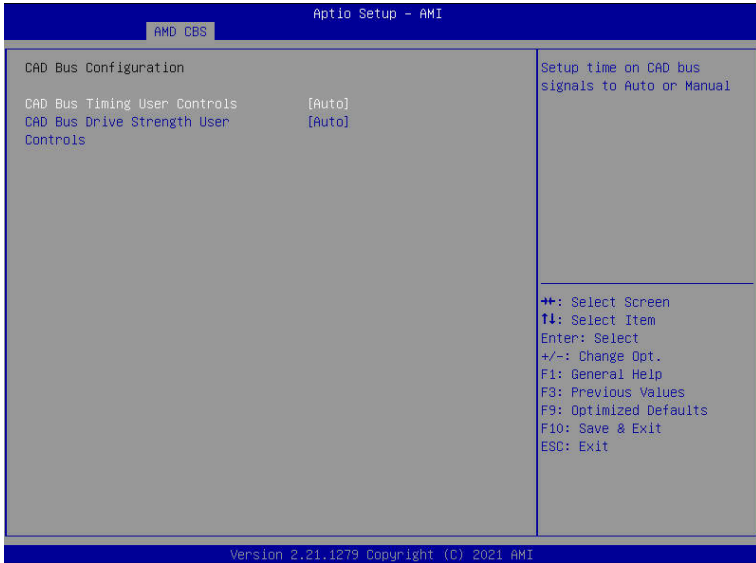 Aptio Setup – AMI
AMD CBS
CAD Bus Configuration
CAD Bus Timing User Controls [Auto]
CAD Bus Drive Strength User [Auto]
Controls
Setup time on CAD bus
signals to Auto or Manual
→←: Select Screen
↑↓: Select Item
Enter: Select
+/-: Change Opt.
F1: General Help
F3: Previous Values
F9: Optimized Defaults
F10: Save & Exit
ESC: Exit
Version 2.21.1279 Copyright (C) 2021 AMI